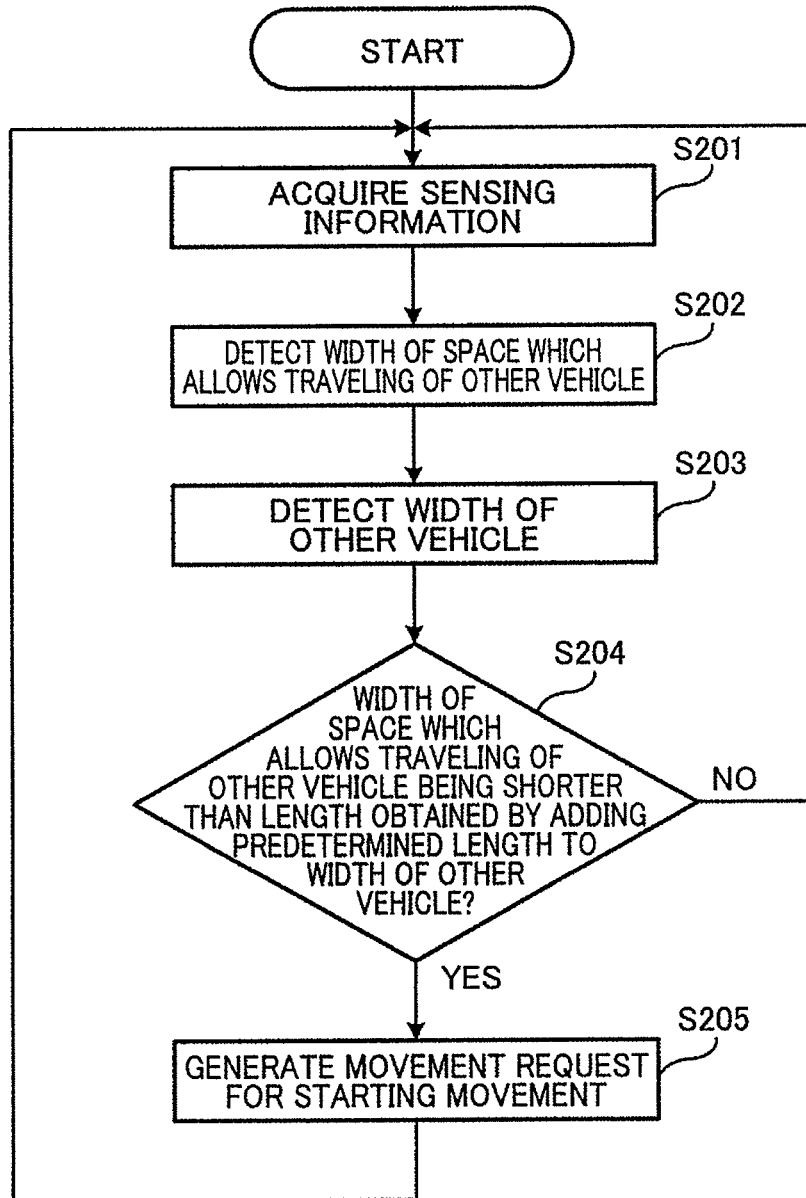 START
S201
ACQUIRE SENSING
INFORMATION
S202
DETECT WIDTH OF SPACE WHICH
ALLOWS TRAVELING OF OTHER VEHICLE
S203
DETECT WIDTH OF
OTHER VEHICLE
S204
WIDTH OF
SPACE WHICH
ALLOWS TRAVELING OF
OTHER VEHICLE BEING SHORTER
THAN LENGTH OBTAINED BY ADDING
PREDETERMINED LENGTH TO
WIDTH OF OTHER
VEHICLE?
NO
YES
S205
GENERATE MOVEMENT REQUEST
FOR STARTING MOVEMENT